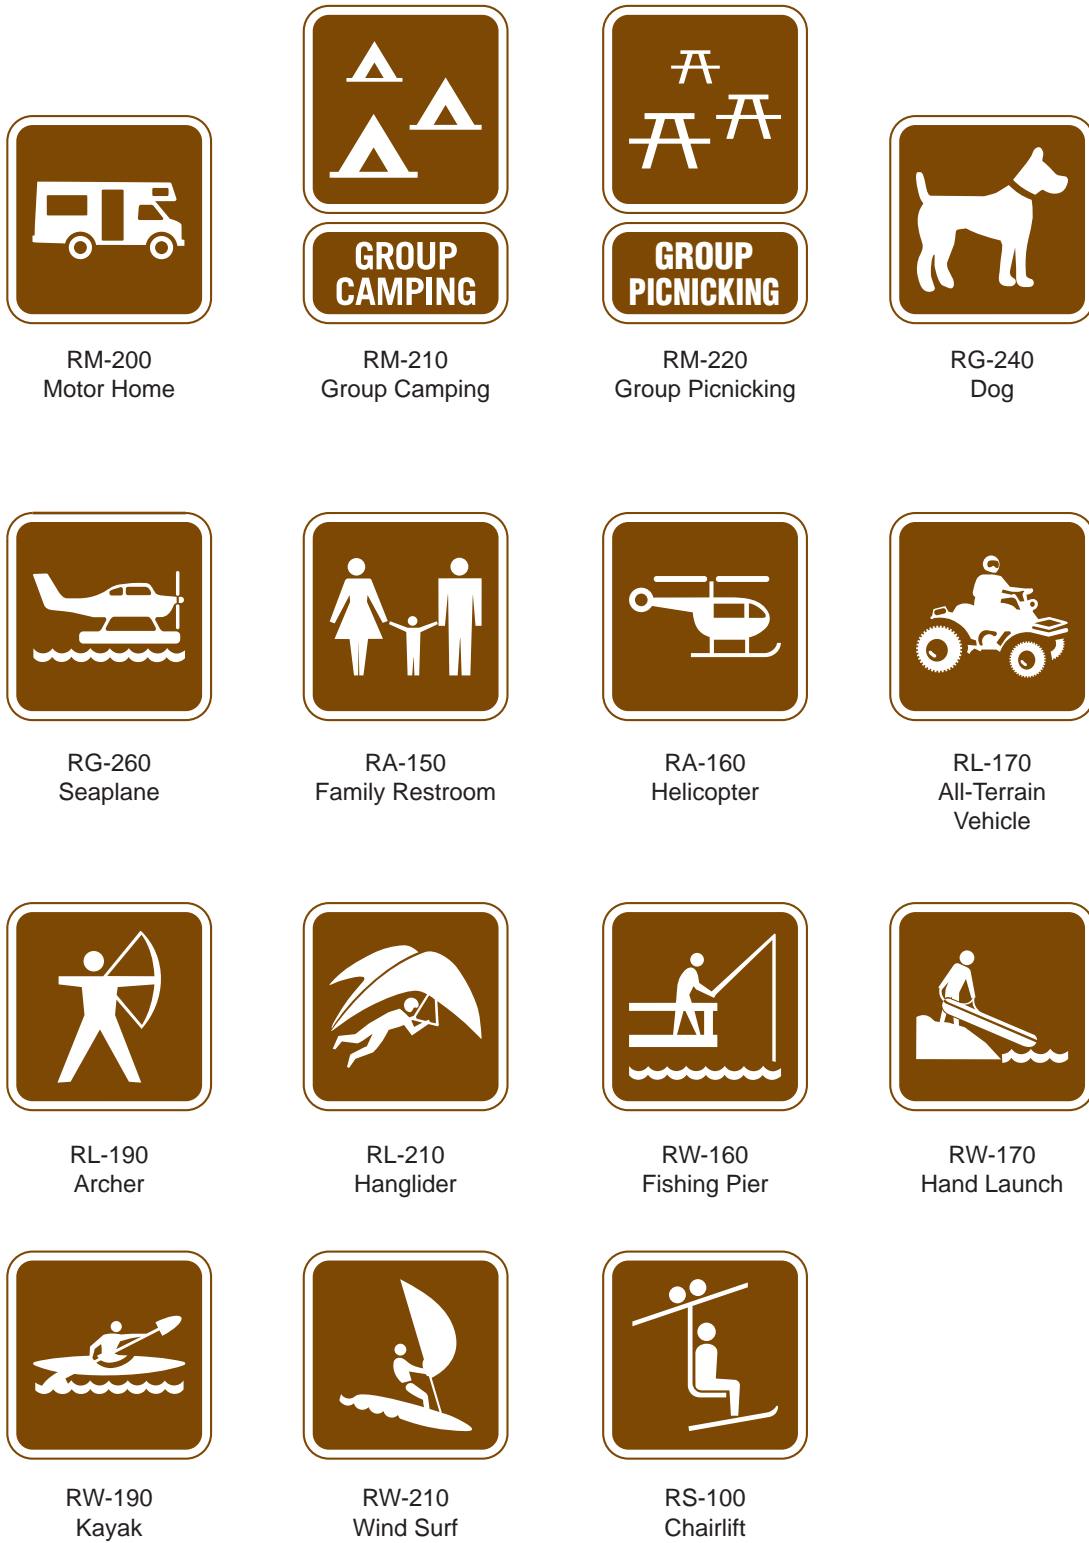 GROUP
CAMPING
GROUP
PICNICKING
RM-200
Motor Home
RM-210
Group Camping
RM-220
Group Picnicking
RG-240
Dog
RG-260
Seaplane
RA-150
Family Restroom
RA-160
Helicopter
RL-170
All-Terrain
Vehicle
RL-190
Archer
RL-210
Hanglider
RW-160
Fishing Pier
RW-170
Hand Launch
RW-190
Kayak
RW-210
Wind Surf
RS-100
Chairlift